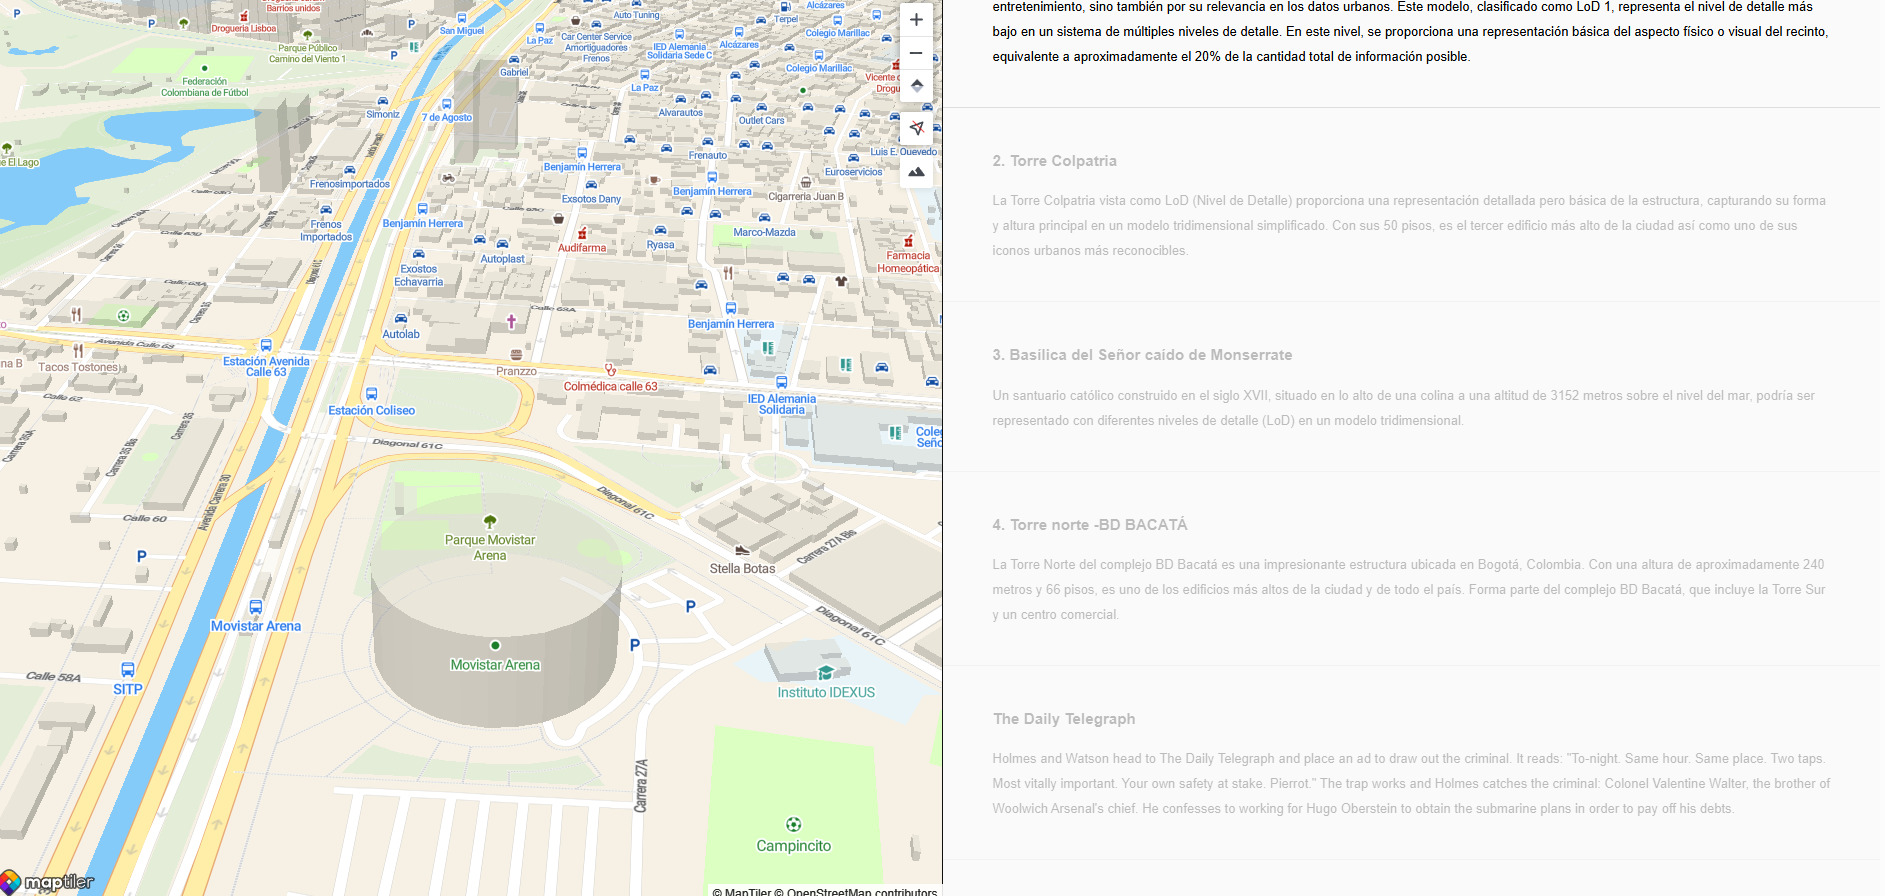 Drogueria Lisboa
Barrios unidos
Parque Público
Camino del Viento 1
P
P
P
San Miguel
Auto Tuning
Terpel
Alcázares
Colegio Marillac
La Paz
Car Center Service
Amortiguadores
Frenos
IED Alemania
Solidaria Sede C
Alcázares
Colegio Marillac
Federación
Colombiana de Fútbol
Gabriel
La Paz
Vicente
Drogu
Simoniz
7 de Agosto
Alvarautos
Outlet Cars
e El Lago
Frenosimportados
Benjamín Herrera
Frenauto
Luis E. Quevedo
Euroservicios
Exsotos Dany
Benjamín Herrera
Cigarreria Juan B
Frenos
Importados
Benjamín Herrera
Audifarma
Ryasa
Marco-Mazda
Farmacia
Homeopática
Exostos
Echavarria
Autoplast
Calle 63A
Autolab
Benjamín Herrera
Avenida Calle 63
Estación Avenida
Calle 63
na B
Tacos Tostones
Pranzzo
Colmédica calle 63
IED Alemania
Solidaria
Calle 62
Estación Coliseo
Carrera 35A
Carrera 35 Bis
Carrera 35
Diagonal 61C
Cole
Seño
Avenida Carrera 30
Diagonal 61C
Calle 60
P
Parque Movistar
Arena
Carrera 27A Bis
Stella Botas
P
Movistar Arena
Diagonal 61C
P
Movistar Arena
Calle 58A
SITP
Instituto IDEXUS
Carrera 27A
Campincito
maptiler
© MapTiler © OpenStreetMap contributors
entretenimiento, sino también por su relevancia en los datos urbanos. Este modelo, clasificado como LoD 1, representa el nivel de detalle más
bajo en un sistema de múltiples niveles de detalle. En este nivel, se proporciona una representación básica del aspecto físico o visual del recinto,
equivalente a aproximadamente el 20% de la cantidad total de información posible.
2. Torre Colpatria
La Torre Colpatria vista como LoD (Nivel de Detalle) proporciona una representación detallada pero básica de la estructura, capturando su forma
y altura principal en un modelo tridimensional simplificado. Con sus 50 pisos, es el tercer edificio más alto de la ciudad así como uno de sus
iconos urbanos más reconocibles.
3. Basílica del Señor caido de Monserrate
Un santuario católico construido en el siglo XVII, situado en lo alto de una colina a una altitud de 3152 metros sobre el nivel del mar, podría ser
representado con diferentes niveles de detalle (LoD) en un modelo tridimensional.
4. Torre norte -BD BACATÁ
La Torre Norte del complejo BD Bacatá es una impresionante estructura ubicada en Bogotá, Colombia. Con una altura de aproximadamente 240
metros y 66 pisos, es uno de los edificios más altos de la ciudad y de todo el país. Forma parte del complejo BD Bacatá, que incluye la Torre Sur
y un centro comercial.
The Daily Telegraph
Holmes and Watson head to The Daily Telegraph and place an ad to draw out the criminal. It reads: "To-night. Same hour. Same place. Two taps.
Most vitally important. Your own safety at stake. Pierrot." The trap works and Holmes catches the criminal: Colonel Valentine Walter, the brother of
Woolwich Arsenal's chief. He confesses to working for Hugo Oberstein to obtain the submarine plans in order to pay off his debts.